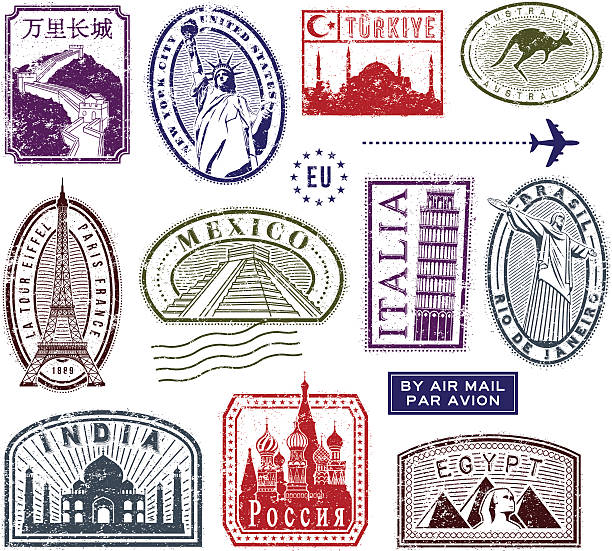 万里长城
NEW YORK CITY UNITED STATES
TÜRKIYE
AUSTRALIA
AUSTRALIA
EU
LA TOUR EIFFEL PARIS FRANCE
1889
MEXICO
ITALIA
BRASIL
RIO DE JANEIRO
BY AIR MAIL
PAR AVION
INDIA
РОССИЯ
EGYPT